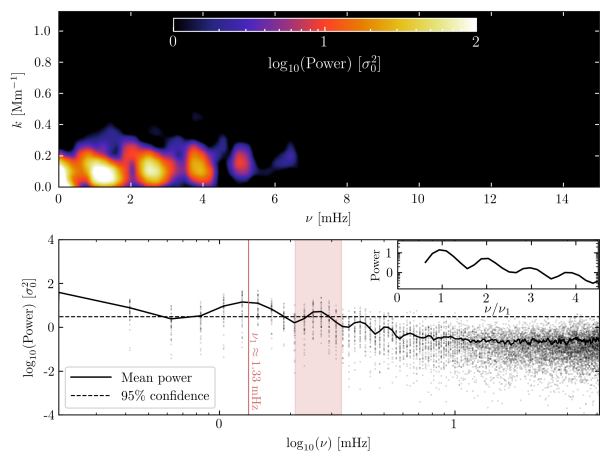 1.0
0.8
0.6
0.4
0.2
0.0
k [Mm⁻¹]
0 1 2
log₁₀(Power) [σ₀²]
0 2 4 6 8 10 12 14
ν [mHz]
4
2
0
-2
-4
log₁₀(Power) [σ₀²]
Power
1
0
0 1 2 3 4
ν/ν₁
ν₁ ≈ 1.33 mHz
Mean power
95% confidence
0 1
log₁₀(ν) [mHz]